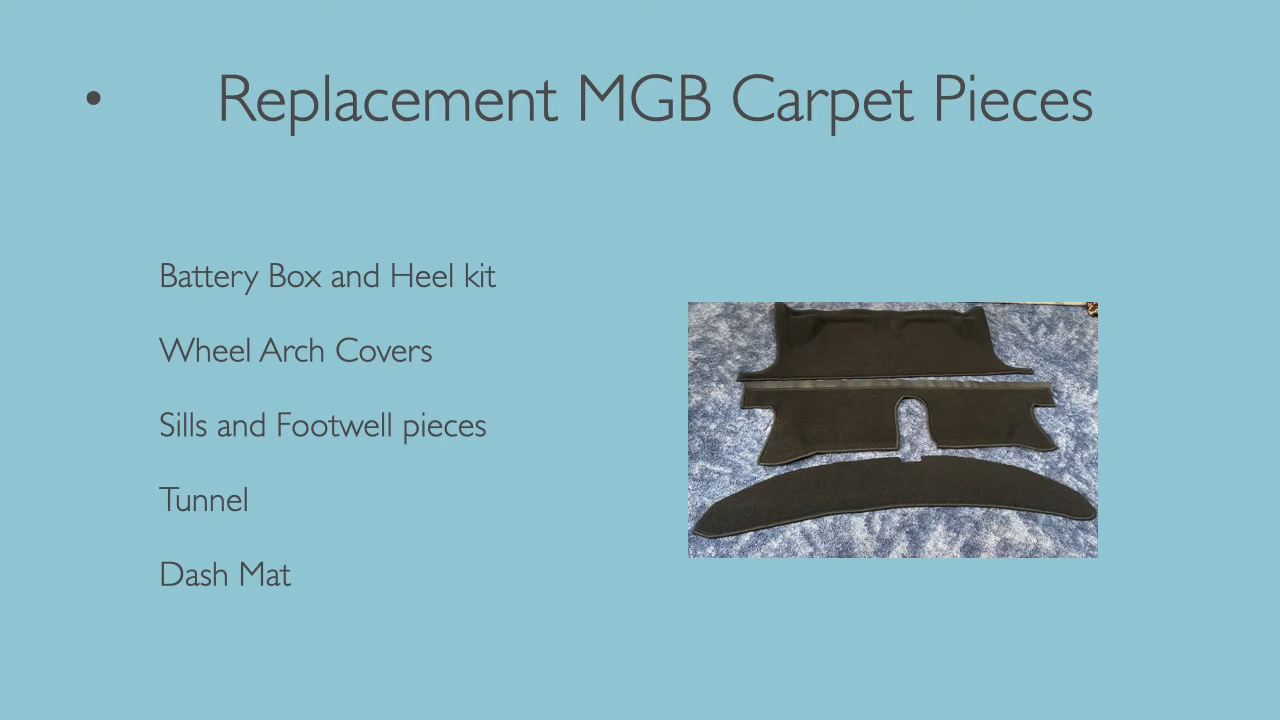 • Replacement MGB Carpet Pieces
Battery Box and Heel kit
Wheel Arch Covers
Sills and Footwell pieces
Tunnel
Dash Mat